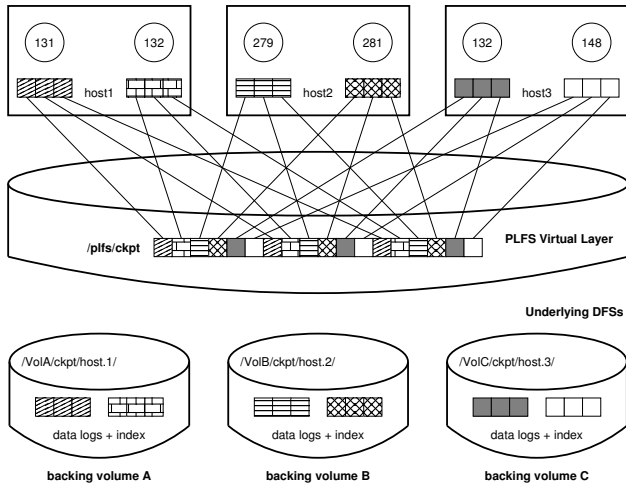 131 132 279 281 132 148
host1 host2 host3
/plfs/ckpt PLFS Virtual Layer
Underlying DFSs
/VolA/ckpt/host.1/ /VolB/ckpt/host.2/ /VolC/ckpt/host.3/
data logs + index data logs + index data logs + index
backing volume A backing volume B backing volume C